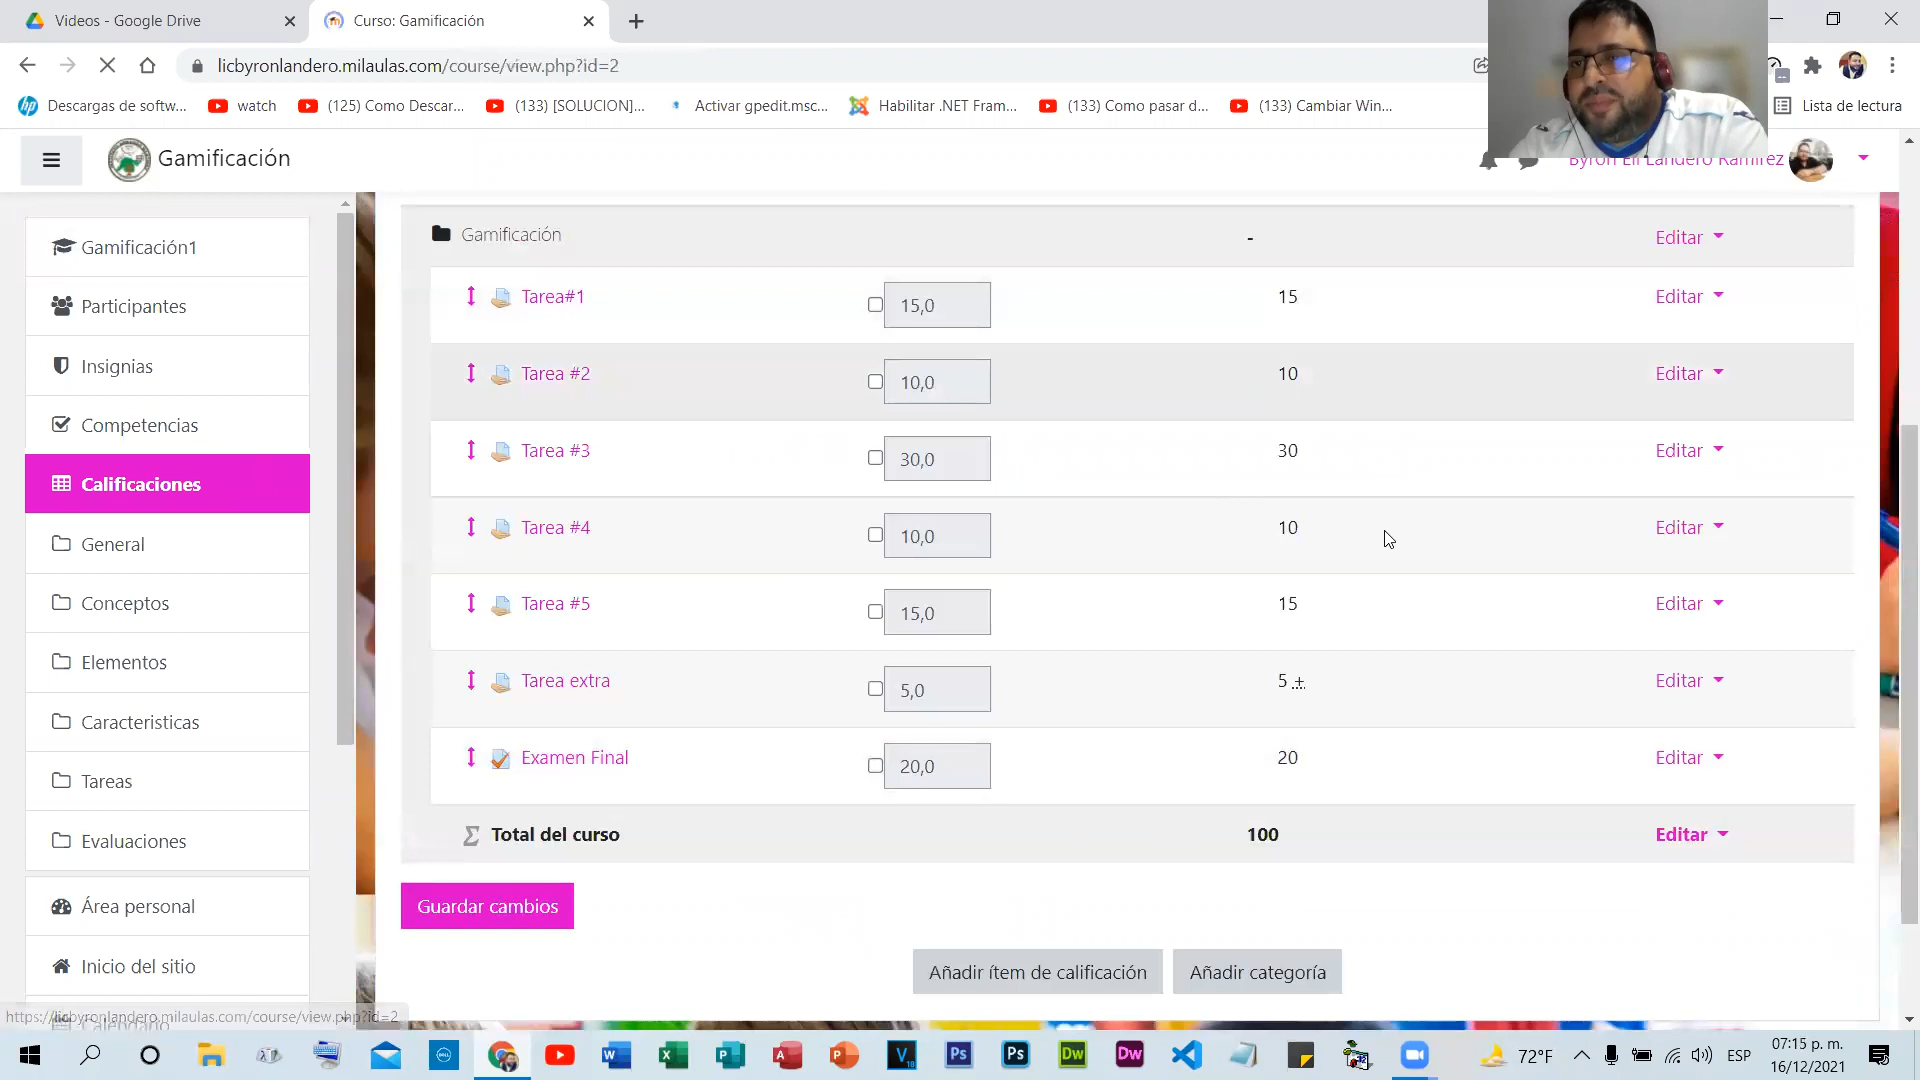 Videos - Google Drive
Curso: Gamificación
licbyronlandero.milaulas.com/course/view.php?id=2
Descargas de softw...
watch
(125) Como Descar...
(133) [SOLUCION]...
Activar gpedit.msc...
Habilitar .NET Fram...
(133) Como pasar d...
(133) Cambiar Win...
Lista de lectura
Gamificación
Byron Eli Landero Ramirez
Gamificación1
Participantes
Insignias
Competencias
Calificaciones
General
Conceptos
Elementos
Caracteristicas
Tareas
Evaluaciones
Área personal
Inicio del sitio
Calendario
Gamificación - Editar
Tarea#1 15,0 15 Editar
Tarea #2 10,0 10 Editar
Tarea #3 30,0 30 Editar
Tarea #4 10,0 10 Editar
Tarea #5 15,0 15 Editar
Tarea extra 5,0 5 + Editar
Examen Final 20,0 20 Editar
Total del curso 100 Editar
Guardar cambios
Añadir ítem de calificación
Añadir categoría
https://licbyronlandero.milaulas.com/course/view.php?id=2
72°F
ESP
07:15 p. m.
16/12/2021